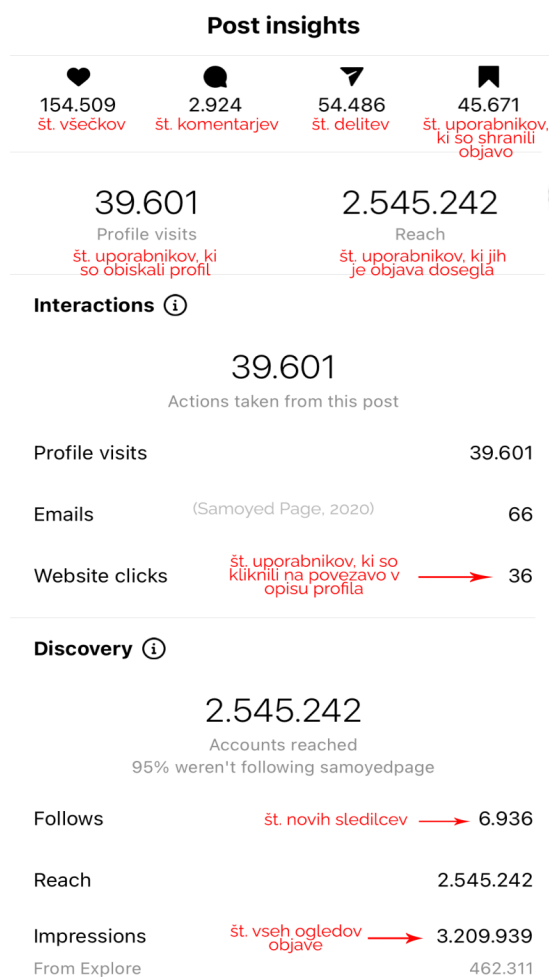 Post insights
154.509 2.924 54.486 45.671
št. všečkov št. komentarjev št. delitev št. uporabnikov,
ki so shranili
objavo
39.601 2.545.242
Profile visits Reach
št. uporabnikov, ki št. uporabnikov, ki jih
so obiskali profil je objava dosegla
Interactions
39.601
Actions taken from this post
Profile visits 39.601
Emails (Samoyed Page, 2020) 66
št. uporabnikov, ki so
Website clicks kliknili na povezavo v 36
opisu profila
Discovery
2.545.242
Accounts reached
95% weren't following samoyedpage
Follows št. novih sledilcev 6.936
Reach 2.545.242
Impressions št. vseh ogledov 3.209.939
objave
From Explore 462.311